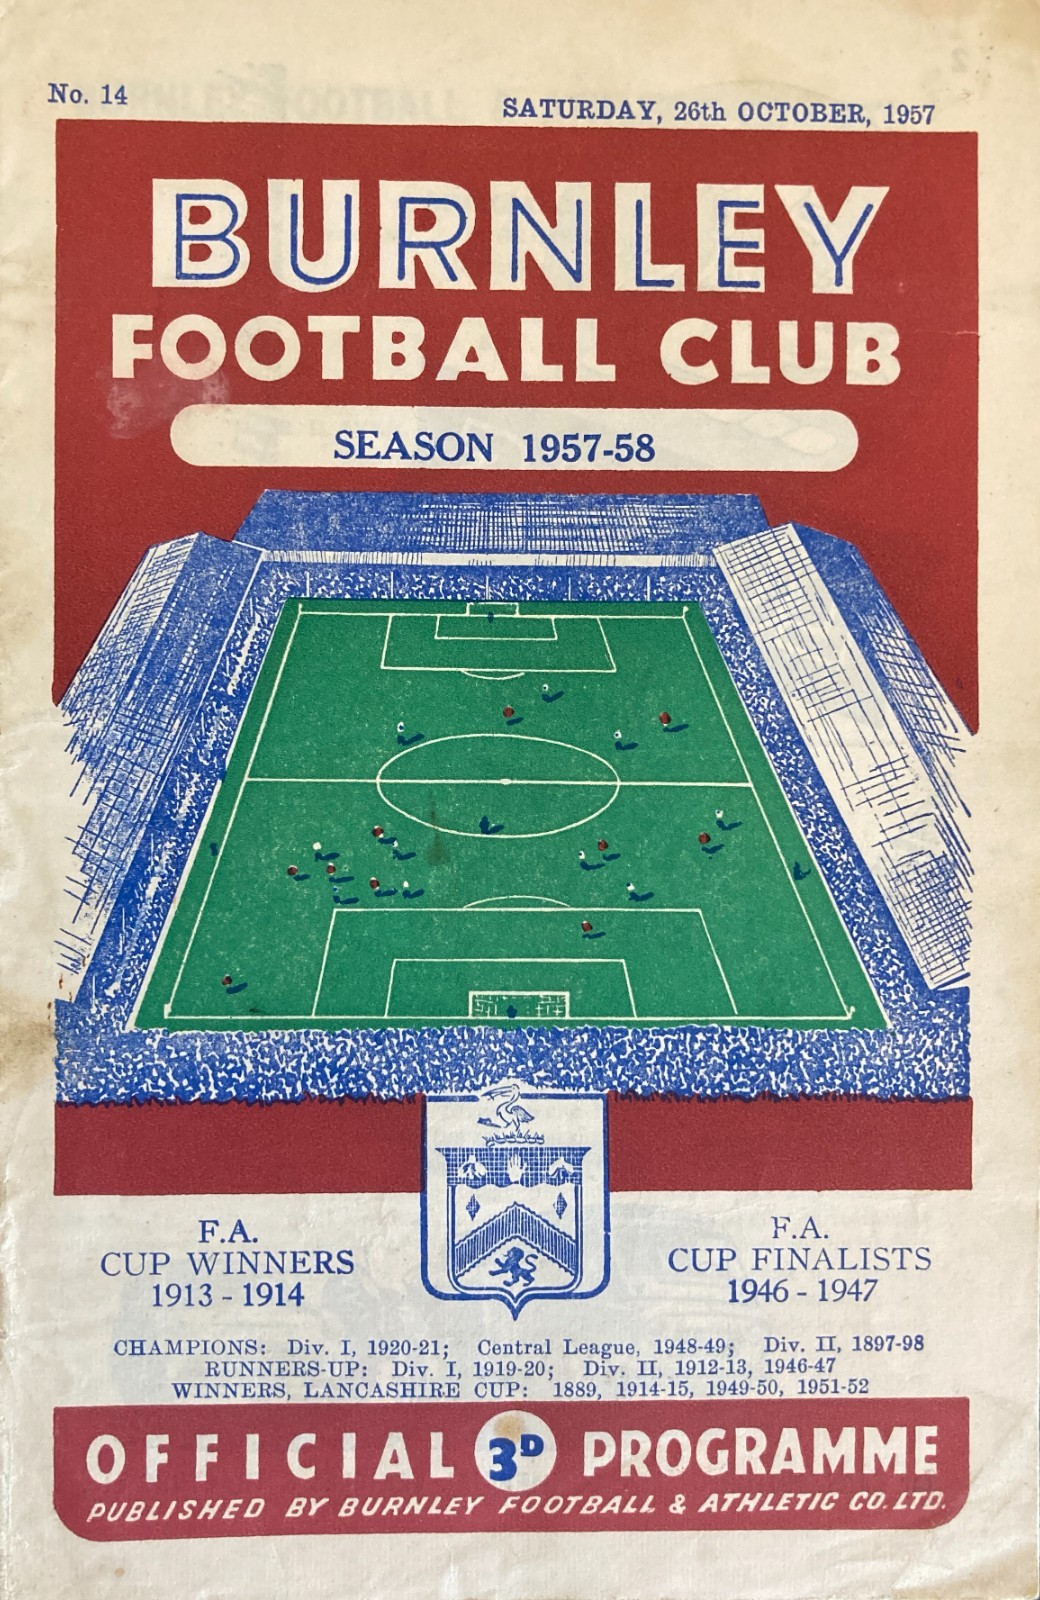 No. 14
SATURDAY, 26th OCTOBER, 1957
BURNLEY
FOOTBALL CLUB
SEASON 1957-58
F.A.
CUP WINNERS
1913 - 1914
F.A.
CUP FINALISTS
1946 - 1947
CHAMPIONS: Div. I, 1920-21; Central League, 1948-49; Div. II, 1897-98
RUNNERS-UP: Div. I, 1919-20; Div. II, 1912-13, 1946-47
WINNERS, LANCASHIRE CUP: 1889, 1914-15, 1949-50, 1951-52
OFFICIAL 3D PROGRAMME
PUBLISHED BY BURNLEY FOOTBALL & ATHLETIC CO. LTD.